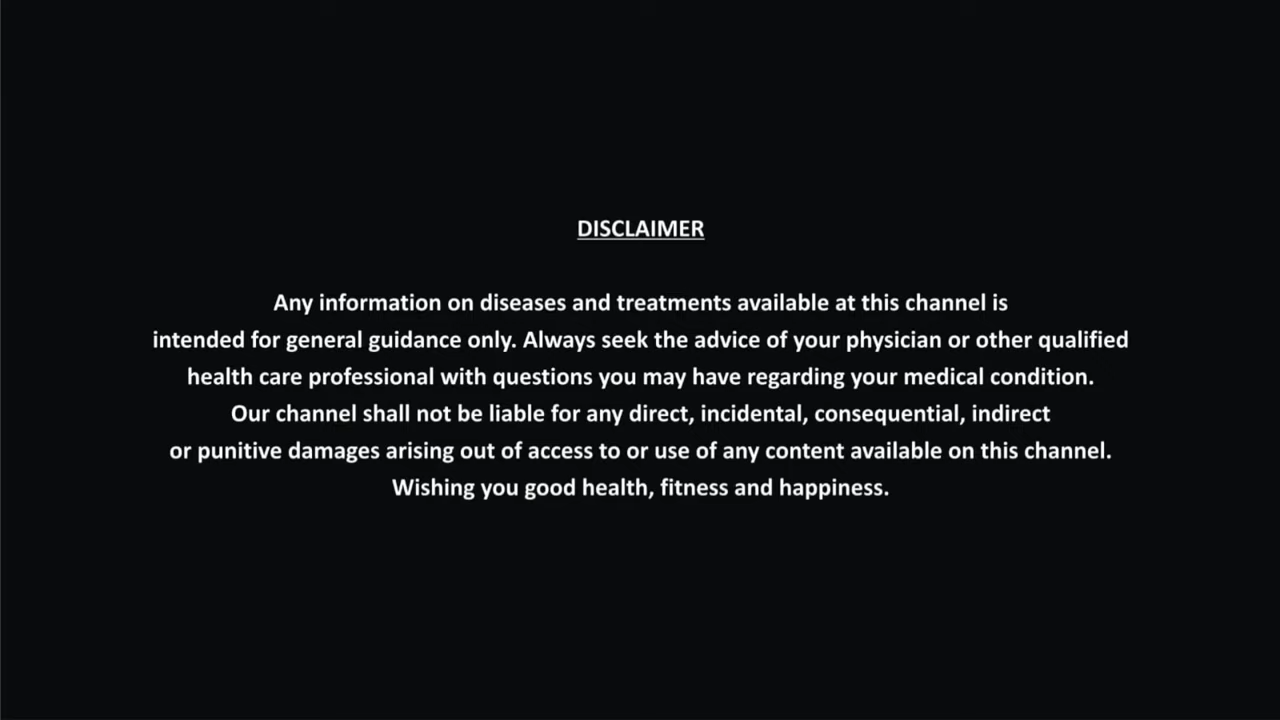 DISCLAIMER
Any information on diseases and treatments available at this channel is
intended for general guidance only. Always seek the advice of your physician or other qualified
health care professional with questions you may have regarding your medical condition.
Our channel shall not be liable for any direct, incidental, consequential, indirect
or punitive damages arising out of access to or use of any content available on this channel.
Wishing you good health, fitness and happiness.